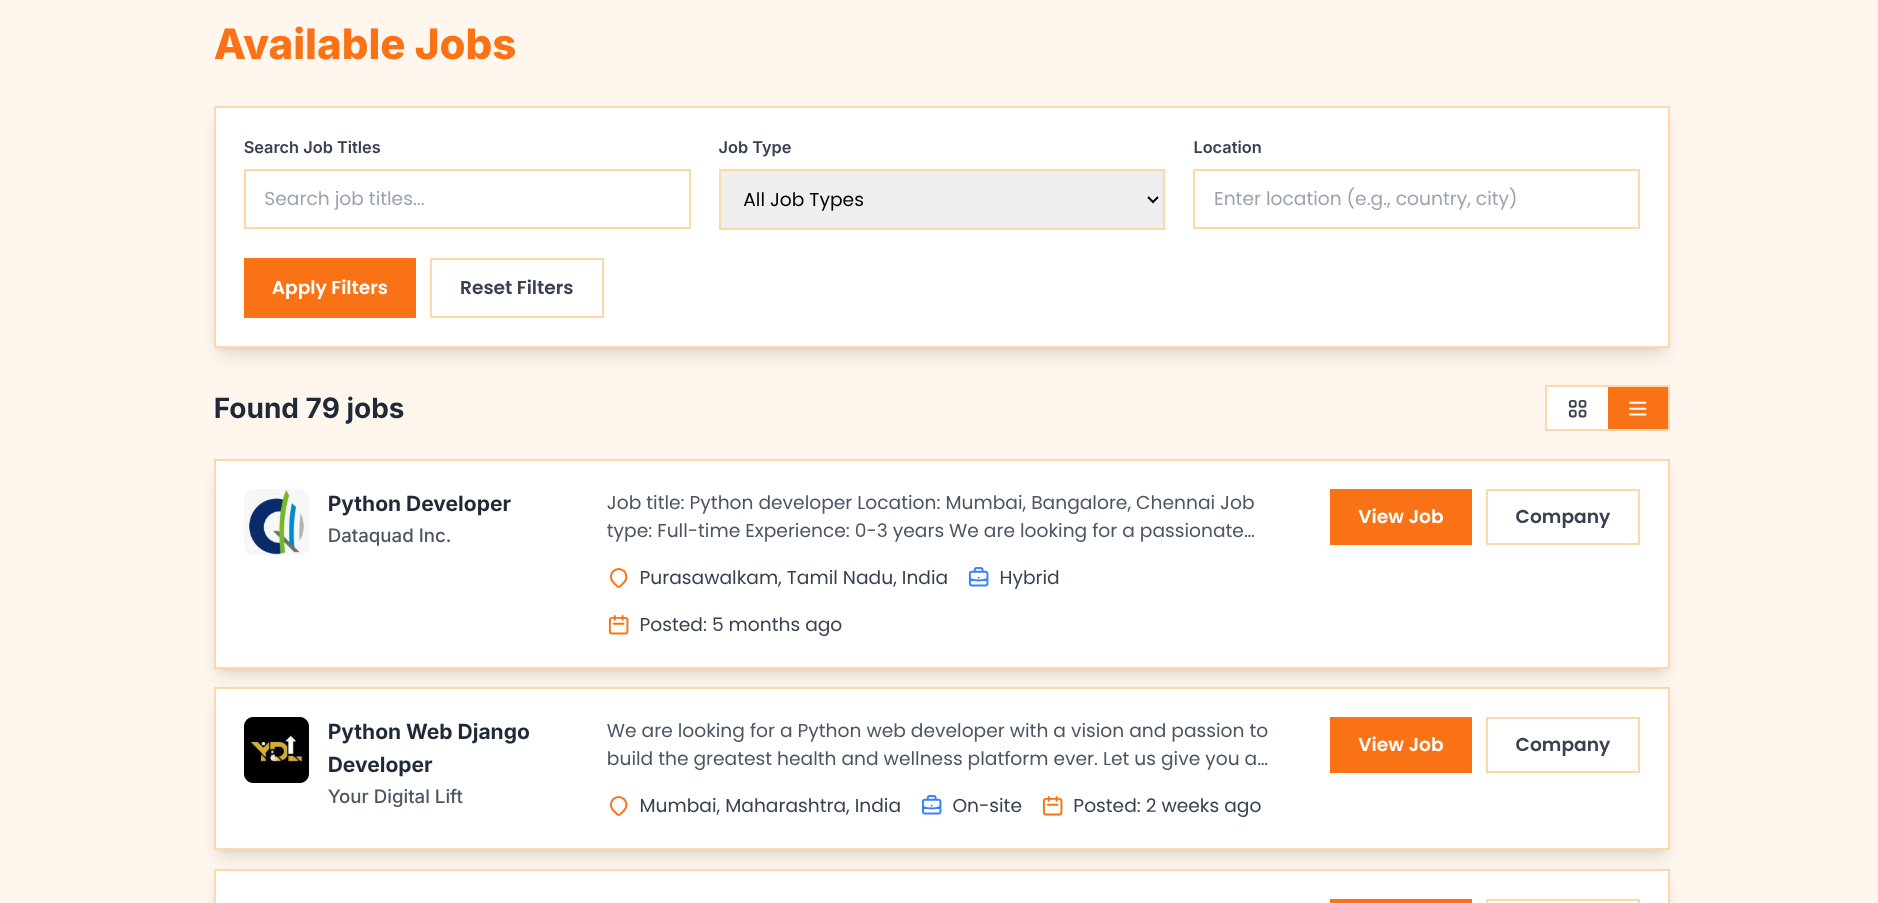 Available Jobs
Search Job Titles
Job Type
Location
Search job titles...
All Job Types
Enter location (e.g., country, city)
Apply Filters
Reset Filters
Found 79 jobs
Python Developer
Dataquad Inc.
Job title: Python developer Location: Mumbai, Bangalore, Chennai Job
type: Full-time Experience: 0-3 years We are looking for a passionate...
Purasawalkam, Tamil Nadu, India
Hybrid
Posted: 5 months ago
View Job
Company
YDL
Python Web Django
Developer
Your Digital Lift
We are looking for a Python web developer with a vision and passion to
build the greatest health and wellness platform ever. Let us give you a...
Mumbai, Maharashtra, India
On-site
Posted: 2 weeks ago
View Job
Company